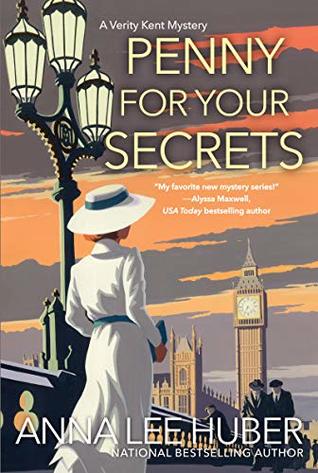 A Verity Kent Mystery
PENNY
FOR YOUR
SECRETS
"My favorite new mystery series!"
—Alyssa Maxwell,
USA Today bestselling author
ANNA LEE HUBER
NATIONAL BESTSELLING AUTHOR